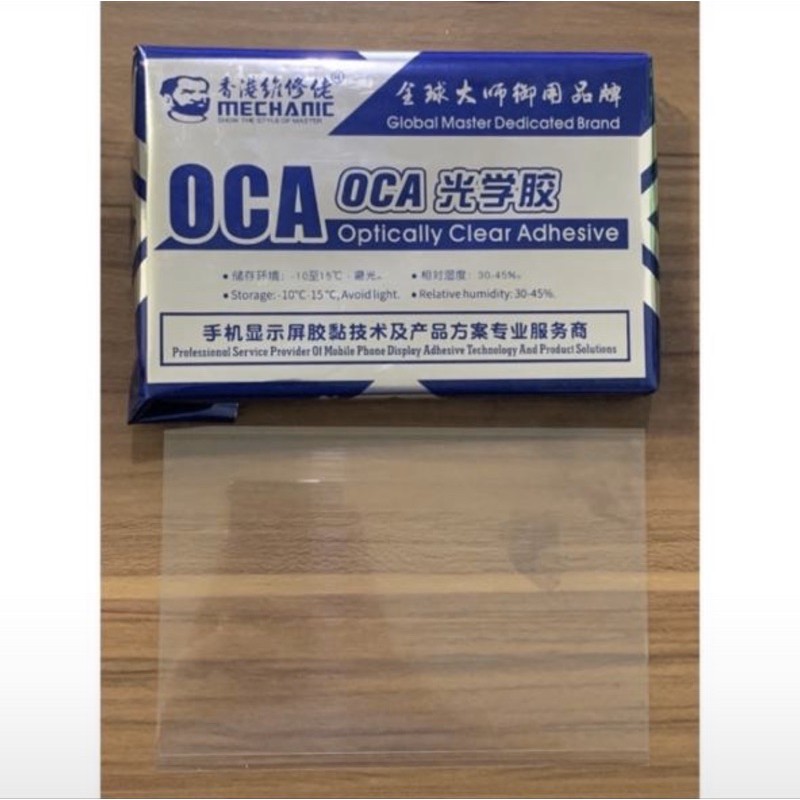 香港维修佬®
MECHANIC
SHOW THE STYLE OF MASTER
全球大师御用品牌
Global Master Dedicated Brand
OCA
OCA 光学胶
Optically Clear Adhesive
• 储存环境：-10至15℃，避光。 • 相对湿度：30-45%。
• Storage: -10℃-15℃, Avoid light. • Relative humidity: 30-45%.
手机显示屏胶黏技术及产品方案专业服务商
Professional Service Provider Of Mobile Phone Display Adhesive Technology And Product Solutions